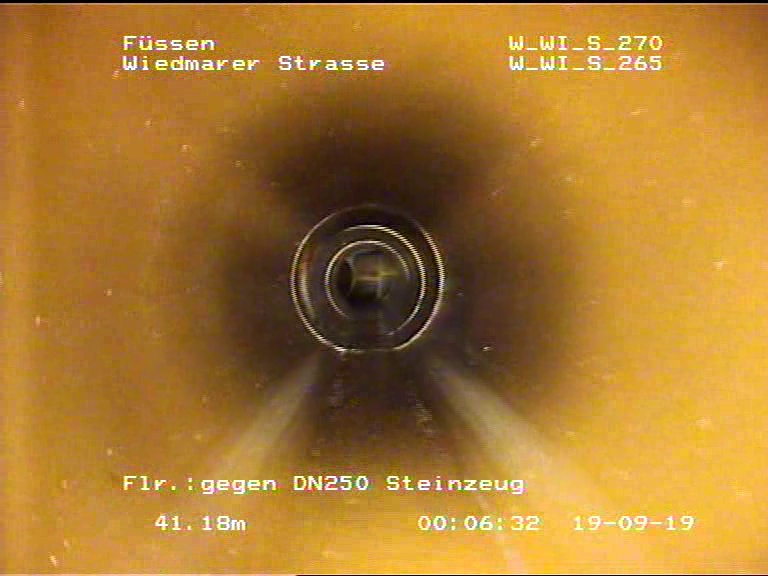 Füssen W_WI_S_270
Wiedmarer Strasse W_WI_S_265
Flr.:gegen DN250 Steinzeug
41.18m 00:06:32 19-09-19